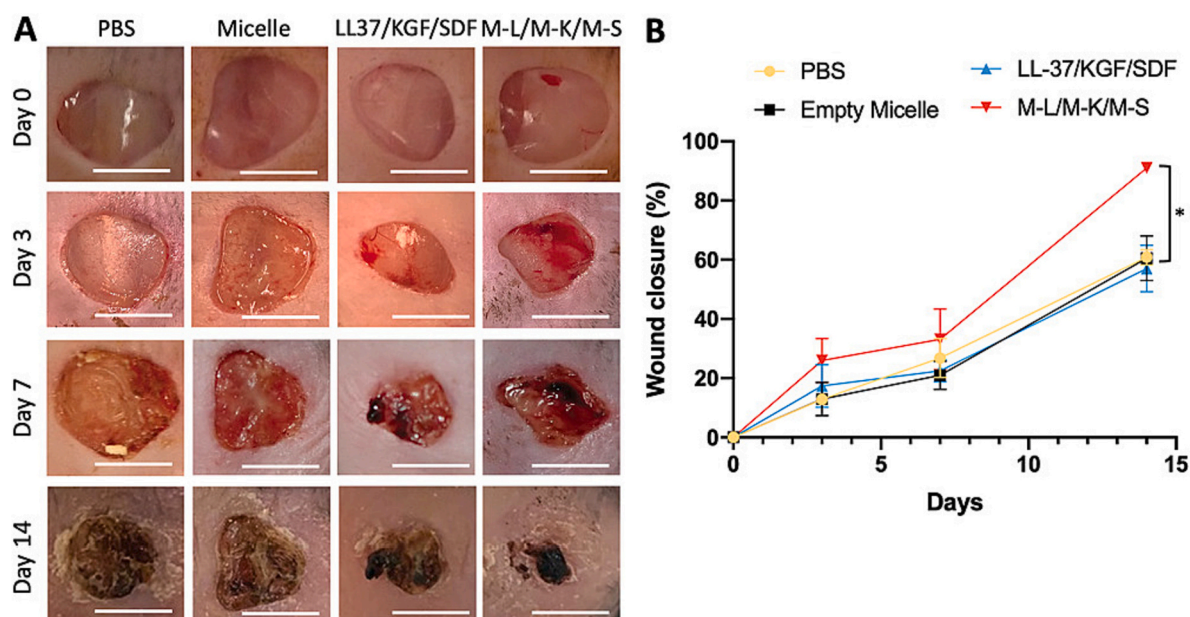 A
PBS
Micelle
LL37/KGF/SDF
M-L/M-K/M-S
Day 0
Day 3
Day 7
Day 14
B
PBS
LL-37/KGF/SDF
Empty Micelle
M-L/M-K/M-S
Wound closure (%)
100
80
60
40
20
0
*
0
5
10
15
Days